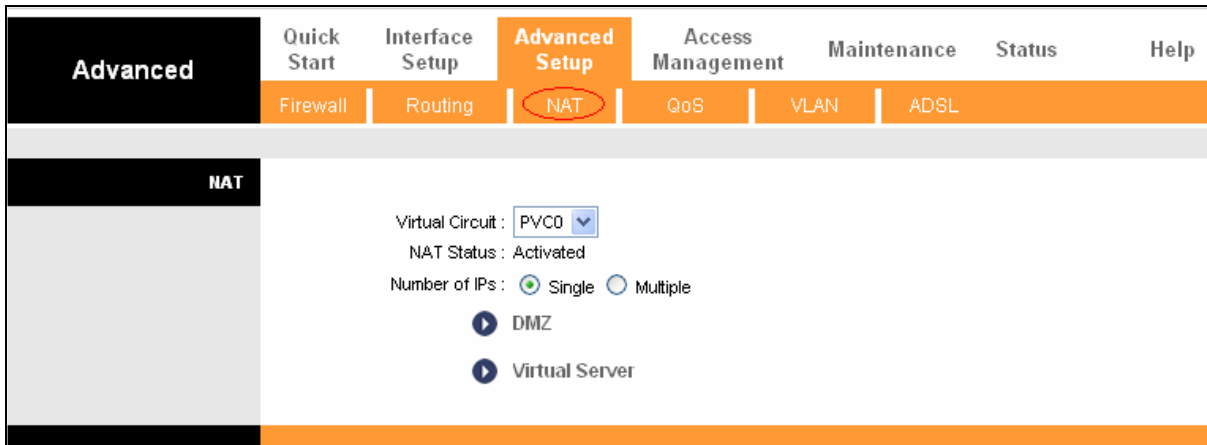 Advanced
Quick Start
Interface Setup
Advanced Setup
Access Management
Maintenance
Status
Help
Firewall
Routing
NAT
QoS
VLAN
ADSL
NAT
Virtual Circuit : PVC0
NAT Status : Activated
Number of IPs : Single Multiple
DMZ
Virtual Server